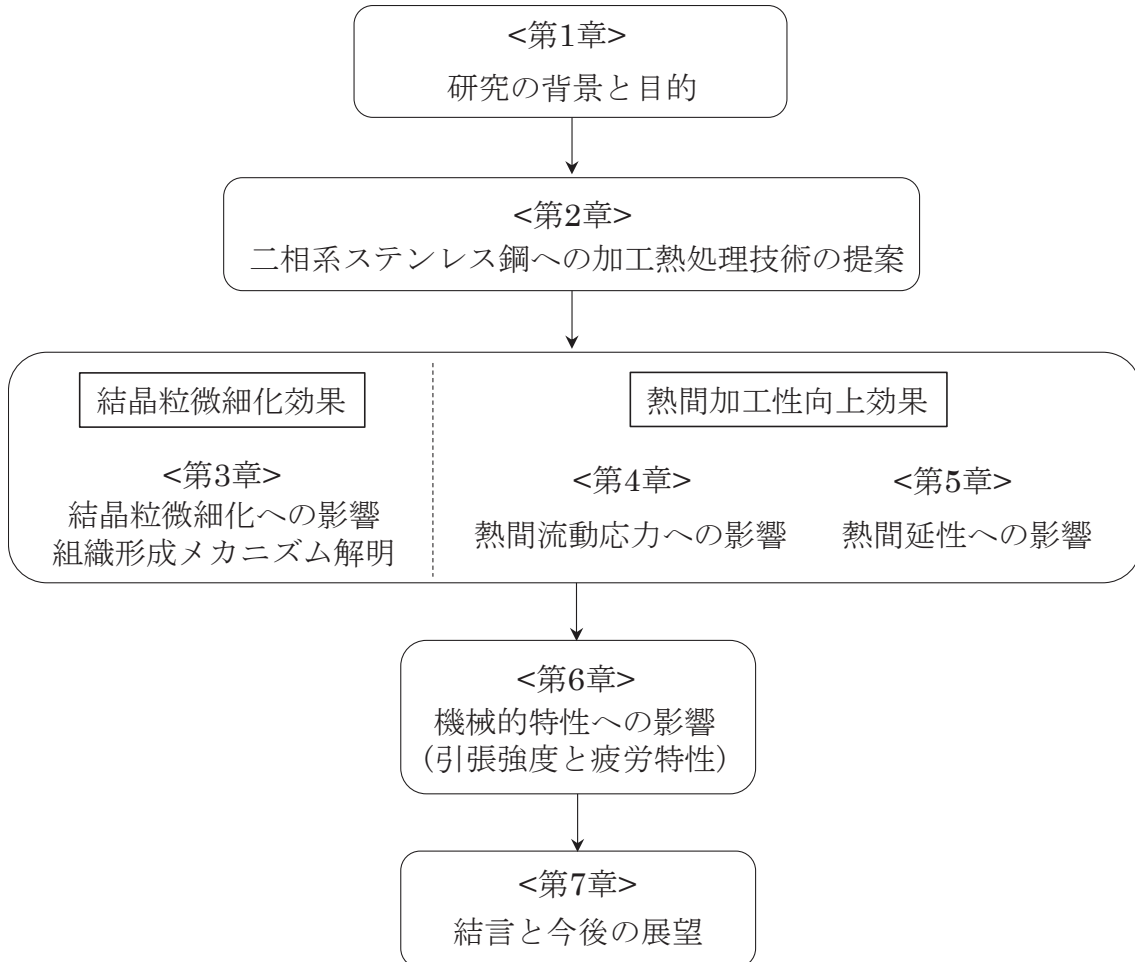 <第1章>
研究の背景と目的
<第2章>
二相系ステンレス鋼への加工熱処理技術の提案
結晶粒微細化効果
<第3章>
結晶粒微細化への影響
組織形成メカニズム解明
熱間加工性向上効果
<第4章>
熱間流動応力への影響
<第5章>
熱間延性への影響
<第6章>
機械的特性への影響
(引張強度と疲労特性)
<第7章>
結言と今後の展望